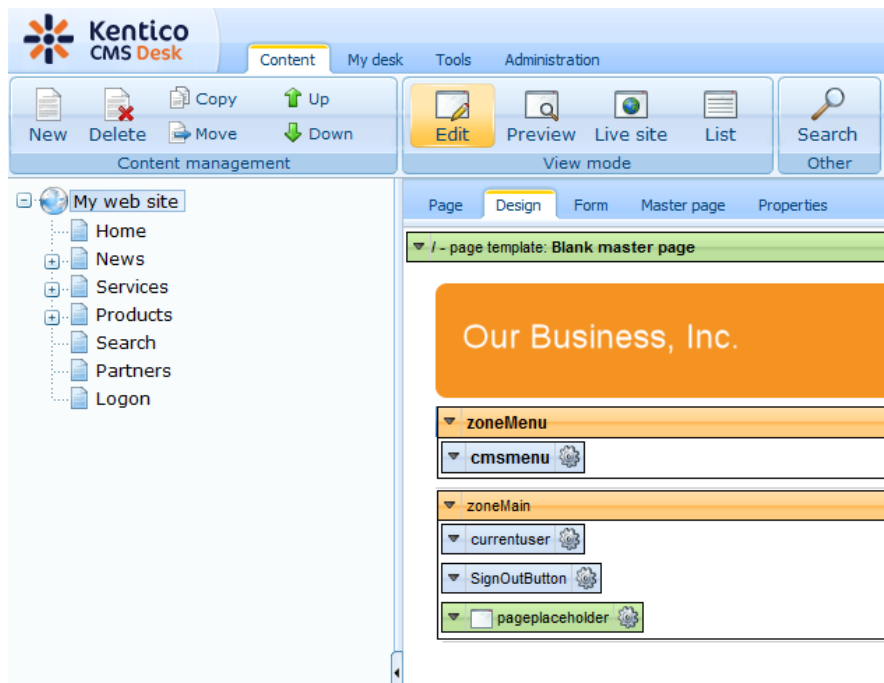 Kentico
CMS Desk
Content My desk Tools Administration
Copy Up
New Delete Move Down
Content management
Edit Preview Live site List
View mode
Search
Other
My web site
Home
News
Services
Products
Search
Partners
Logon
Page Design Form Master page Properties
/ - page template: Blank master page
Our Business, Inc.
zoneMenu
cmsmenu
zoneMain
currentuser
SignOutButton
pageplaceholder